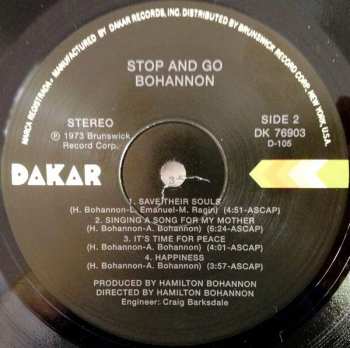 MARCA REGISTRADA · MANUFACTURED BY DAKAR RECORDS, INC. DISTRIBUTED BY BRUNSWICK RECORD CORP. NEW YORK, U.S.A.
STOP AND GO
BOHANNON
STEREO
℗ 1973 Brunswick
Record Corp.
SIDE 2
DK 76903
D-105
DAKAR
1. SAVE THEIR SOULS
(H. Bohannon-L. Emanuel-M. Ragin) (4:51-ASCAP)
2. SINGING A SONG FOR MY MOTHER
(H. Bohannon-A. Bohannon) (6:24-ASCAP)
3. IT'S TIME FOR PEACE
(H. Bohannon-A. Bohannon) (4:01-ASCAP)
4. HAPPINESS
(H. Bohannon-A. Bohannon) (3:57-ASCAP)
PRODUCED BY HAMILTON BOHANNON
DIRECTED BY HAMILTON BOHANNON
Engineer: Craig Barksdale